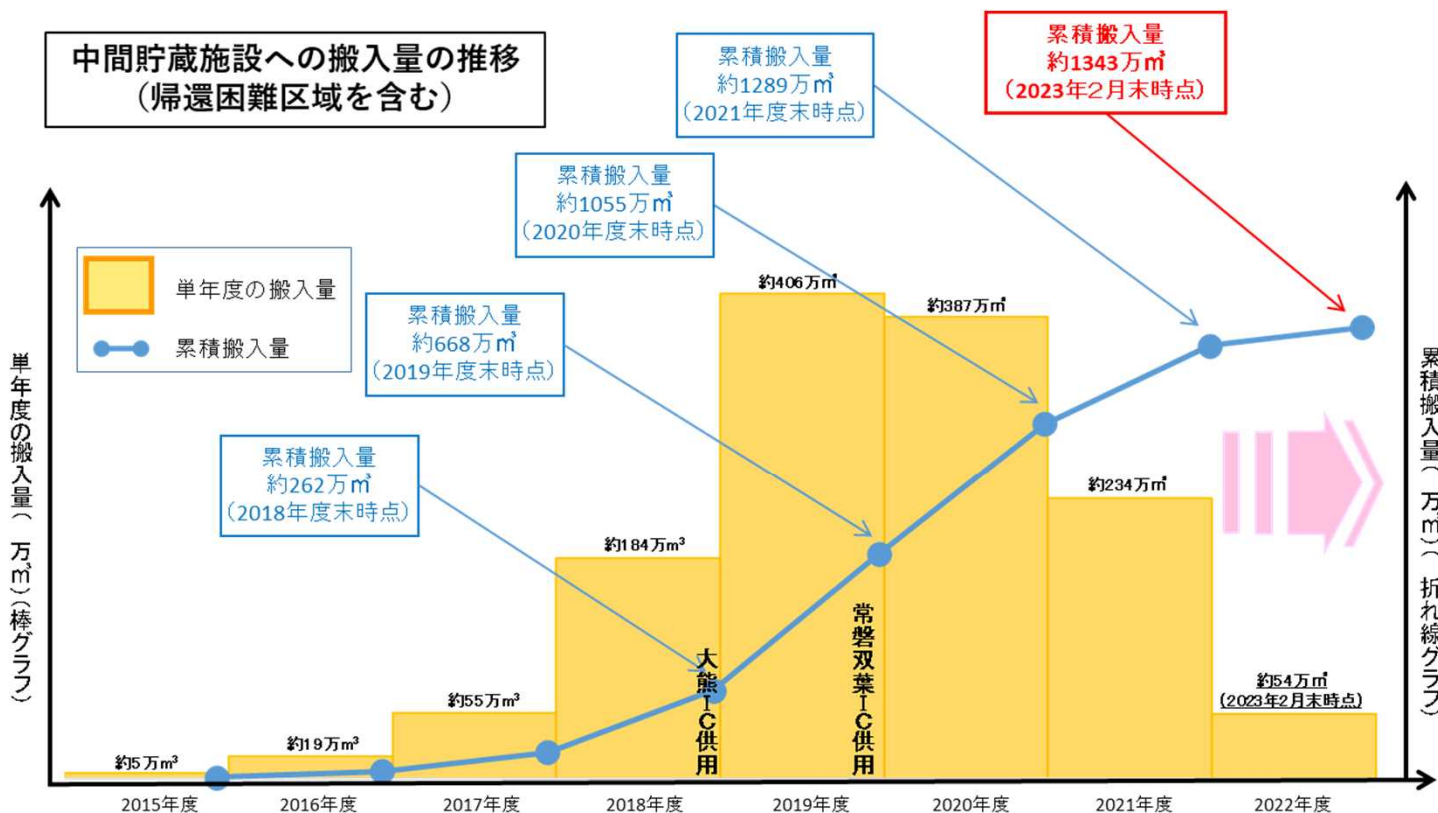 中間貯蔵施設への搬入量の推移
（帰還困難区域を含む）
累積搬入量
約1289万㎥
（2021年度末時点）
累積搬入量
約1343万㎥
（2023年２月末時点）
累積搬入量
約1055万㎥
（2020年度末時点）
単年度の搬入量
累積搬入量
累積搬入量
約668万㎥
（2019年度末時点）
累積搬入量
約262万㎥
（2018年度末時点）
単年度の搬入量（ 万㎥）（棒グラフ）
累積搬入量（ 万㎥）（ 折れ線グラフ）
約5万m³
約19万m³
約55万m³
約184万m³
約406万㎥
約387万㎥
約234万㎥
約54万㎥
（2023年2月末時点）
大熊ＩＣ供用
常磐双葉ＩＣ供用
2015年度
2016年度
2017年度
2018年度
2019年度
2020年度
2021年度
2022年度